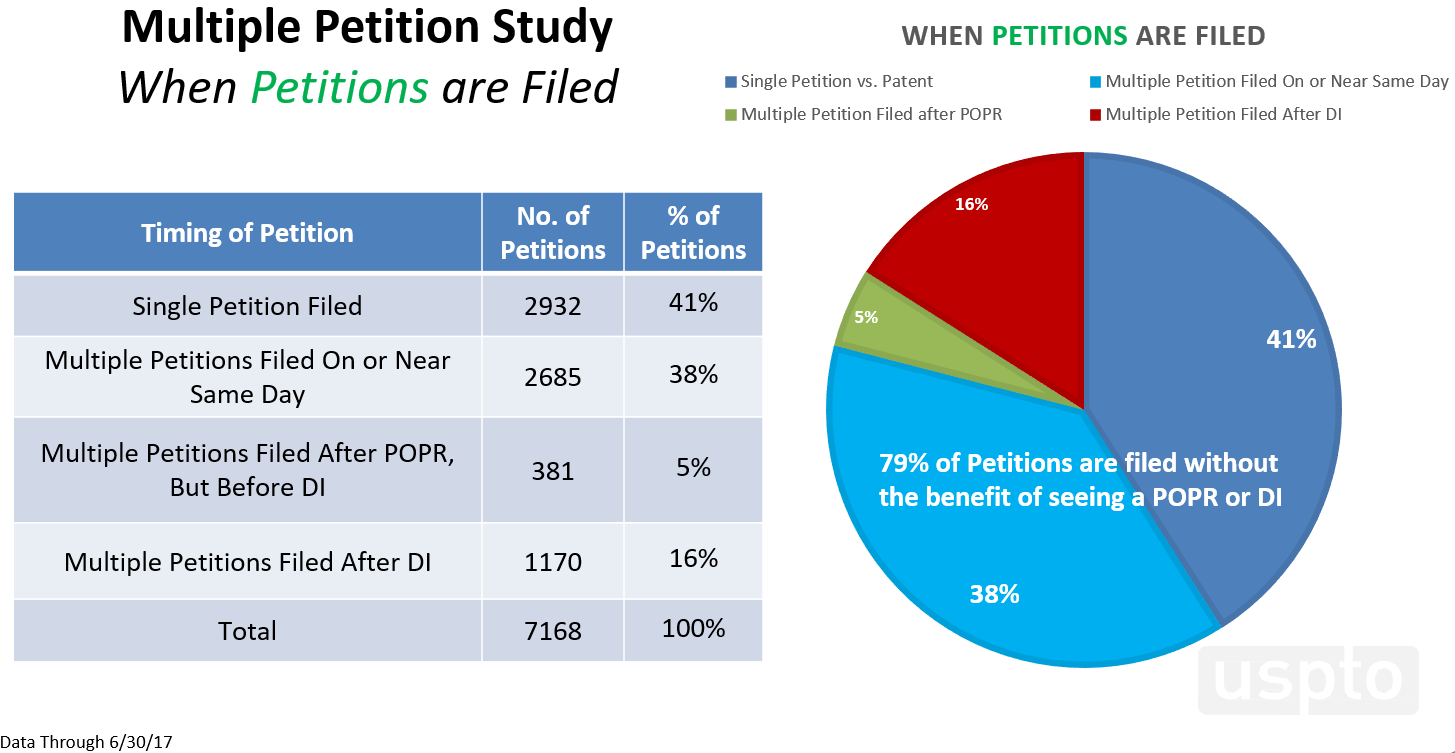 Multiple Petition Study
When Petitions are Filed
Timing of Petition
No. of
Petitions
% of
Petitions
Single Petition Filed
2932
41%
Multiple Petitions Filed On or Near
Same Day
2685
38%
Multiple Petitions Filed After POPR,
But Before DI
381
5%
Multiple Petitions Filed After DI
1170
16%
Total
7168
100%
Data Through 6/30/17
WHEN PETITIONS ARE FILED
Single Petition vs. Patent
Multiple Petition Filed On or Near Same Day
Multiple Petition Filed after POPR
Multiple Petition Filed After DI
16%
5%
41%
79% of Petitions are filed without
the benefit of seeing a POPR or DI
38%
uspto